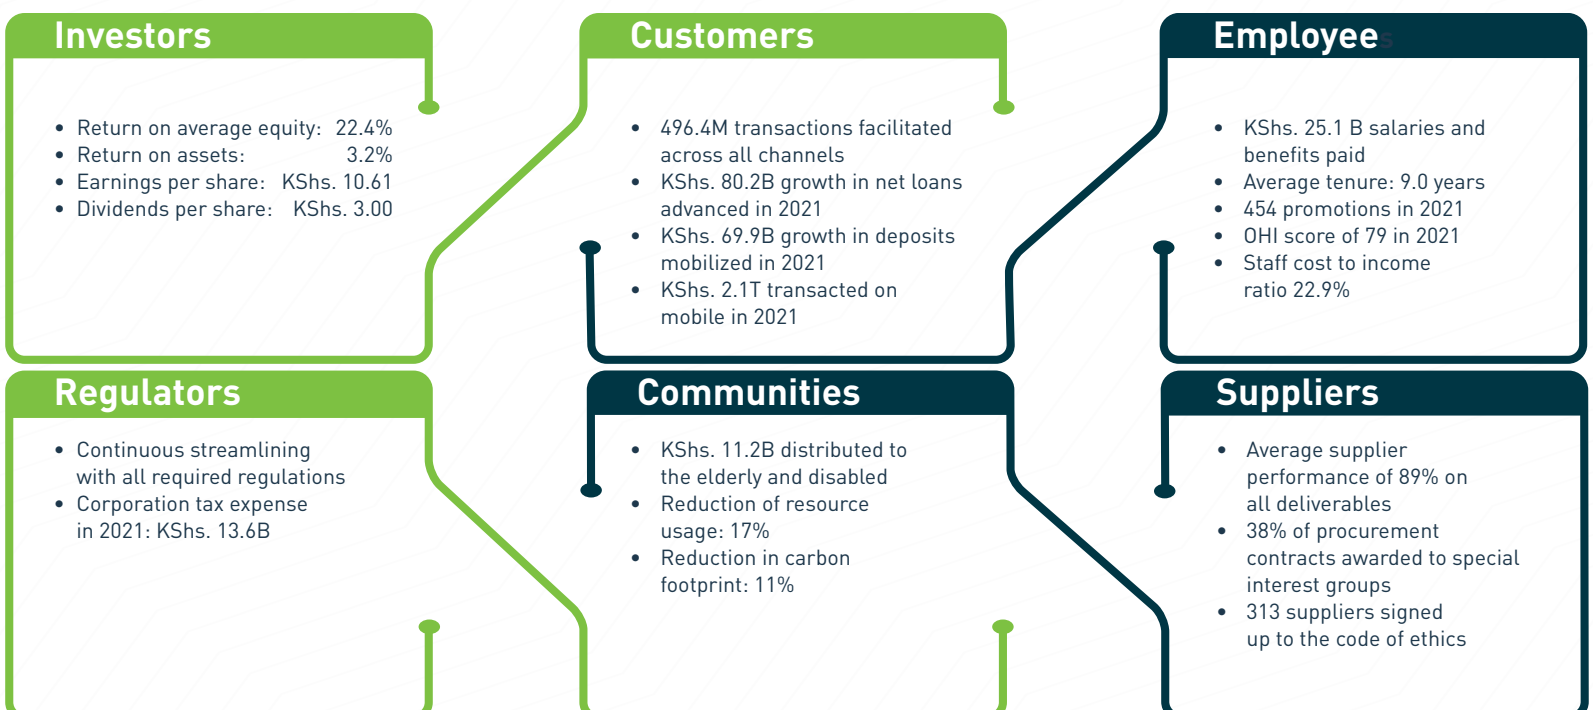 Investors
• Return on average equity: 22.4%
• Return on assets: 3.2%
• Earnings per share: KShs. 10.61
• Dividends per share: KShs. 3.00
Customers
• 496.4M transactions facilitated
across all channels
• KShs. 80.2B growth in net loans
advanced in 2021
• KShs. 69.9B growth in deposits
mobilized in 2021
• KShs. 2.1T transacted on
mobile in 2021
Employees
• KShs. 25.1 B salaries and
benefits paid
• Average tenure: 9.0 years
• 454 promotions in 2021
• OHI score of 79 in 2021
• Staff cost to income
ratio 22.9%
Regulators
• Continuous streamlining
with all required regulations
• Corporation tax expense
in 2021: KShs. 13.6B
Communities
• KShs. 11.2B distributed to
the elderly and disabled
• Reduction of resource
usage: 17%
• Reduction in carbon
footprint: 11%
Suppliers
• Average supplier
performance of 89% on
all deliverables
• 38% of procurement
contracts awarded to special
interest groups
• 313 suppliers signed
up to the code of ethics